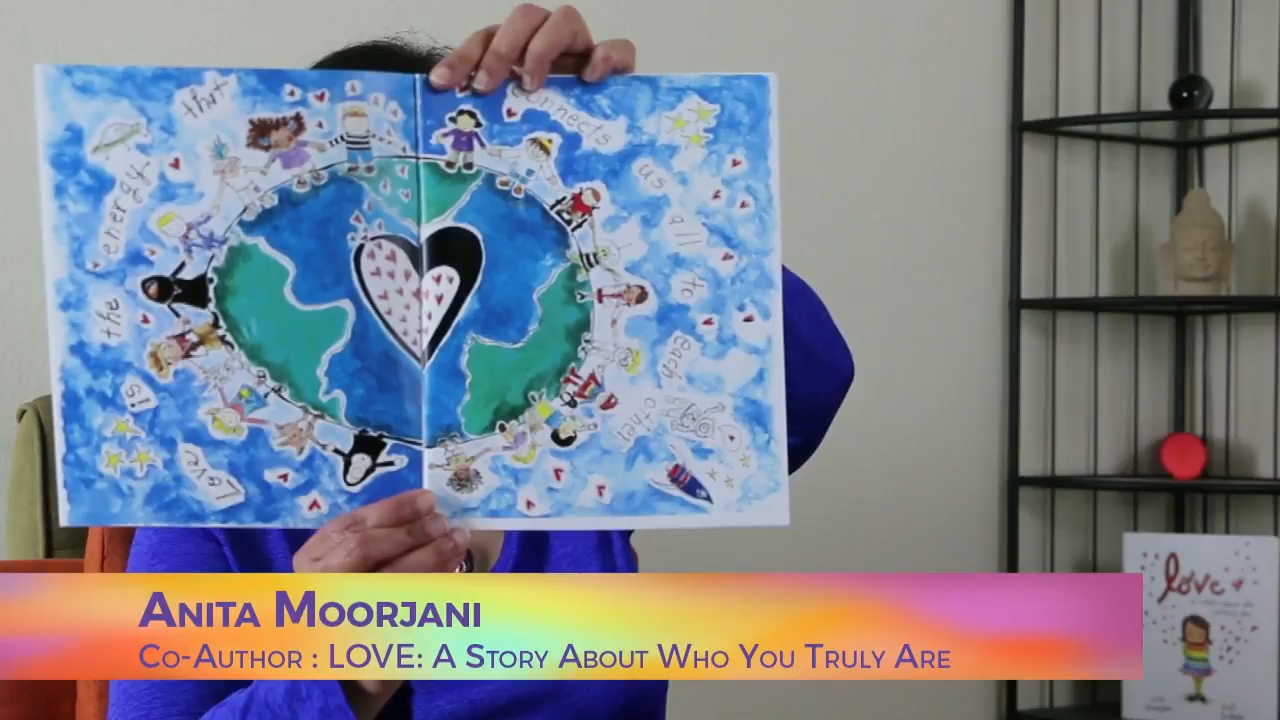 Love
is
the
energy
that
connects
us
all
to
each
other
Anita Moorjani
Co-Author : LOVE: A Story About Who You Truly Are
love